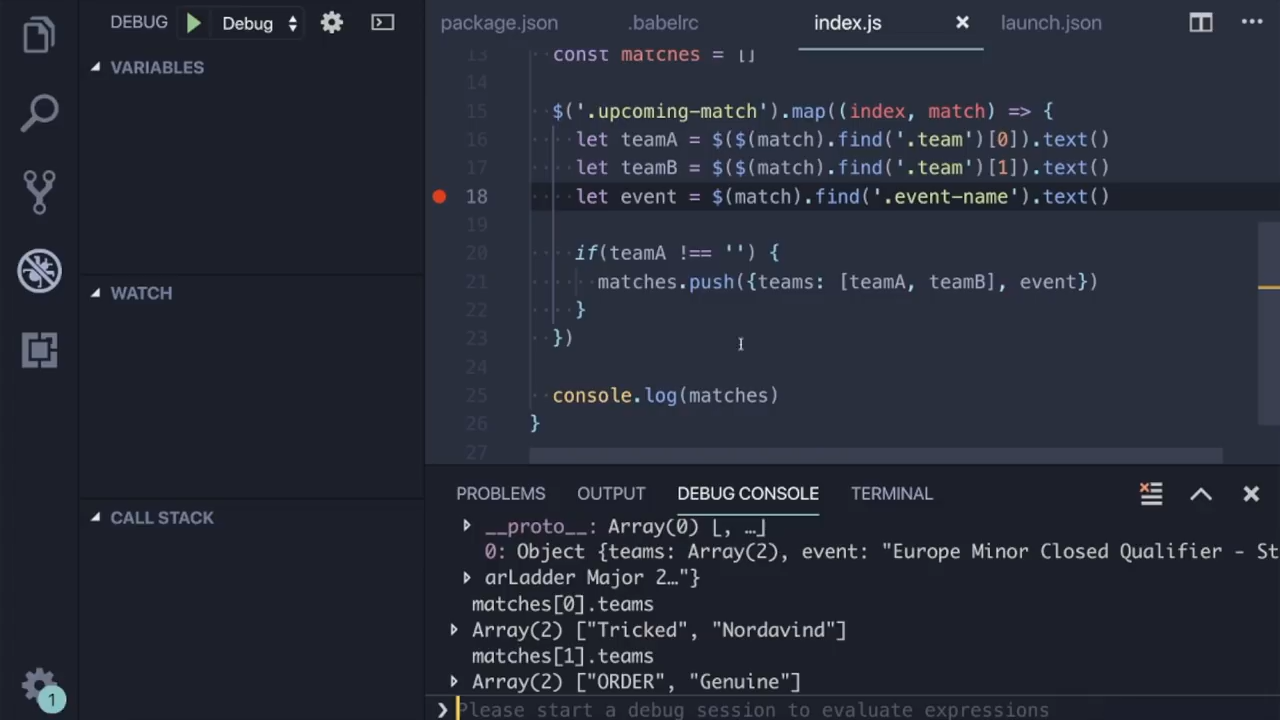 DEBUG Debug
VARIABLES
WATCH
CALL STACK
1
package.json .babelrc index.js launch.json
13 const matches = []
14
15 $('.upcoming-match').map((index, match) => {
16 let teamA = $($(match).find('.team')[0]).text()
17 let teamB = $($(match).find('.team')[1]).text()
18 let event = $(match).find('.event-name').text()
19
20 if(teamA !== '') {
21 matches.push({teams: [teamA, teamB], event})
22 }
23 })
24
25 console.log(matches)
26 }
27
PROBLEMS OUTPUT DEBUG CONSOLE TERMINAL
__proto__: Array(0) [, …]
0: Object {teams: Array(2), event: "Europe Minor Closed Qualifier - St
arLadder Major 2…"}
matches[0].teams
Array(2) ["Tricked", "Nordavind"]
matches[1].teams
Array(2) ["ORDER", "Genuine"]
Please start a debug session to evaluate expressions